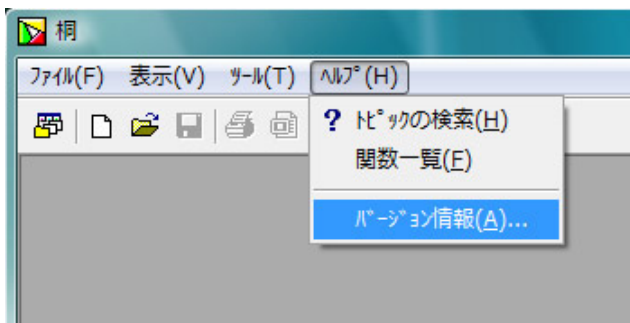 桐
ﾌｧｲﾙ(F) 表示(V) ﾂｰﾙ(T) ﾍﾙﾌﾟ(H)
? ﾄﾋﾟｯｸの検索(H)
関数一覧(F)
ﾊﾞｰｼﾞｮﾝ情報(A)...